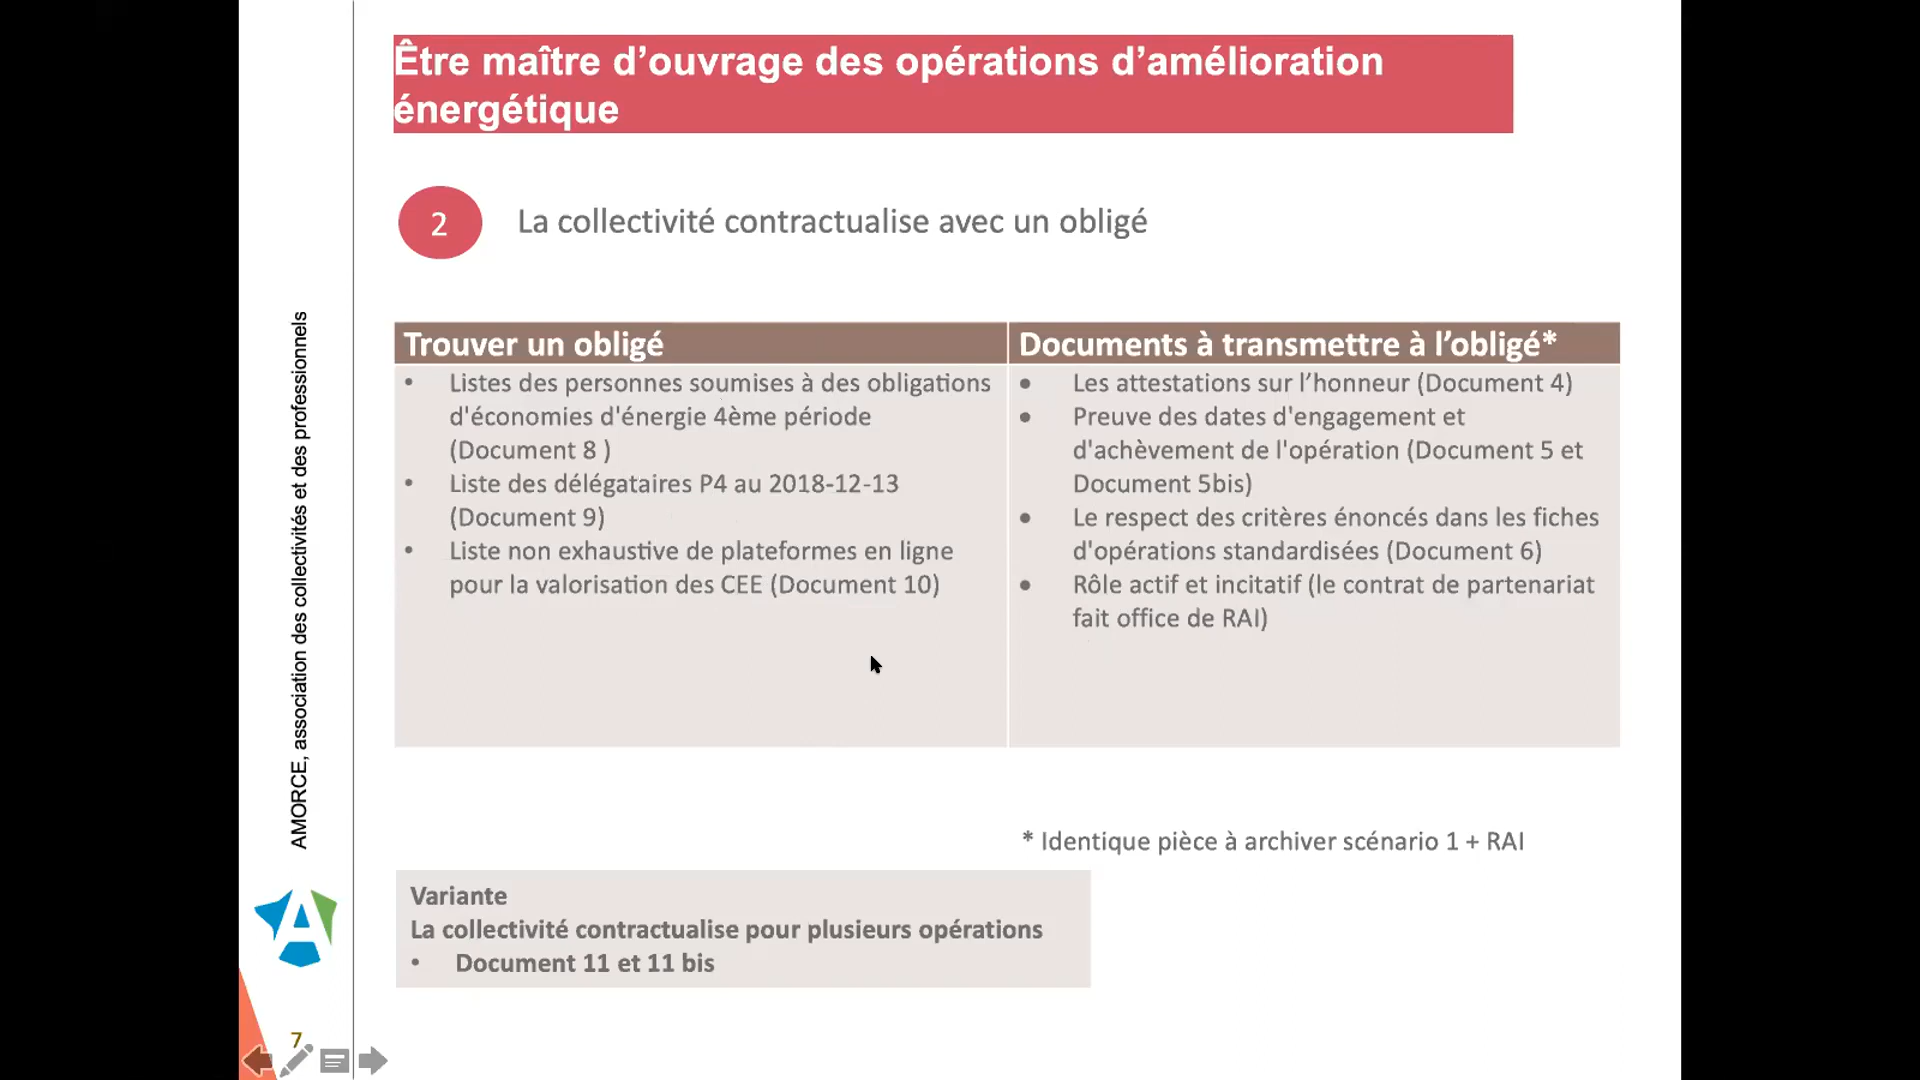 Être maître d’ouvrage des opérations d’amélioration
énergétique
2
La collectivité contractualise avec un obligé
Trouver un obligé
• Listes des personnes soumises à des obligations
d'économies d'énergie 4ème période
(Document 8 )
• Liste des délégataires P4 au 2018-12-13
(Document 9)
• Liste non exhaustive de plateformes en ligne
pour la valorisation des CEE (Document 10)
Documents à transmettre à l’obligé*
• Les attestations sur l’honneur (Document 4)
• Preuve des dates d'engagement et
d'achèvement de l'opération (Document 5 et
Document 5bis)
• Le respect des critères énoncés dans les fiches
d'opérations standardisées (Document 6)
• Rôle actif et incitatif (le contrat de partenariat
fait office de RAI)
* Identique pièce à archiver scénario 1 + RAI
Variante
La collectivité contractualise pour plusieurs opérations
• Document 11 et 11 bis
AMORCE, association des collectivités et des professionnels
7